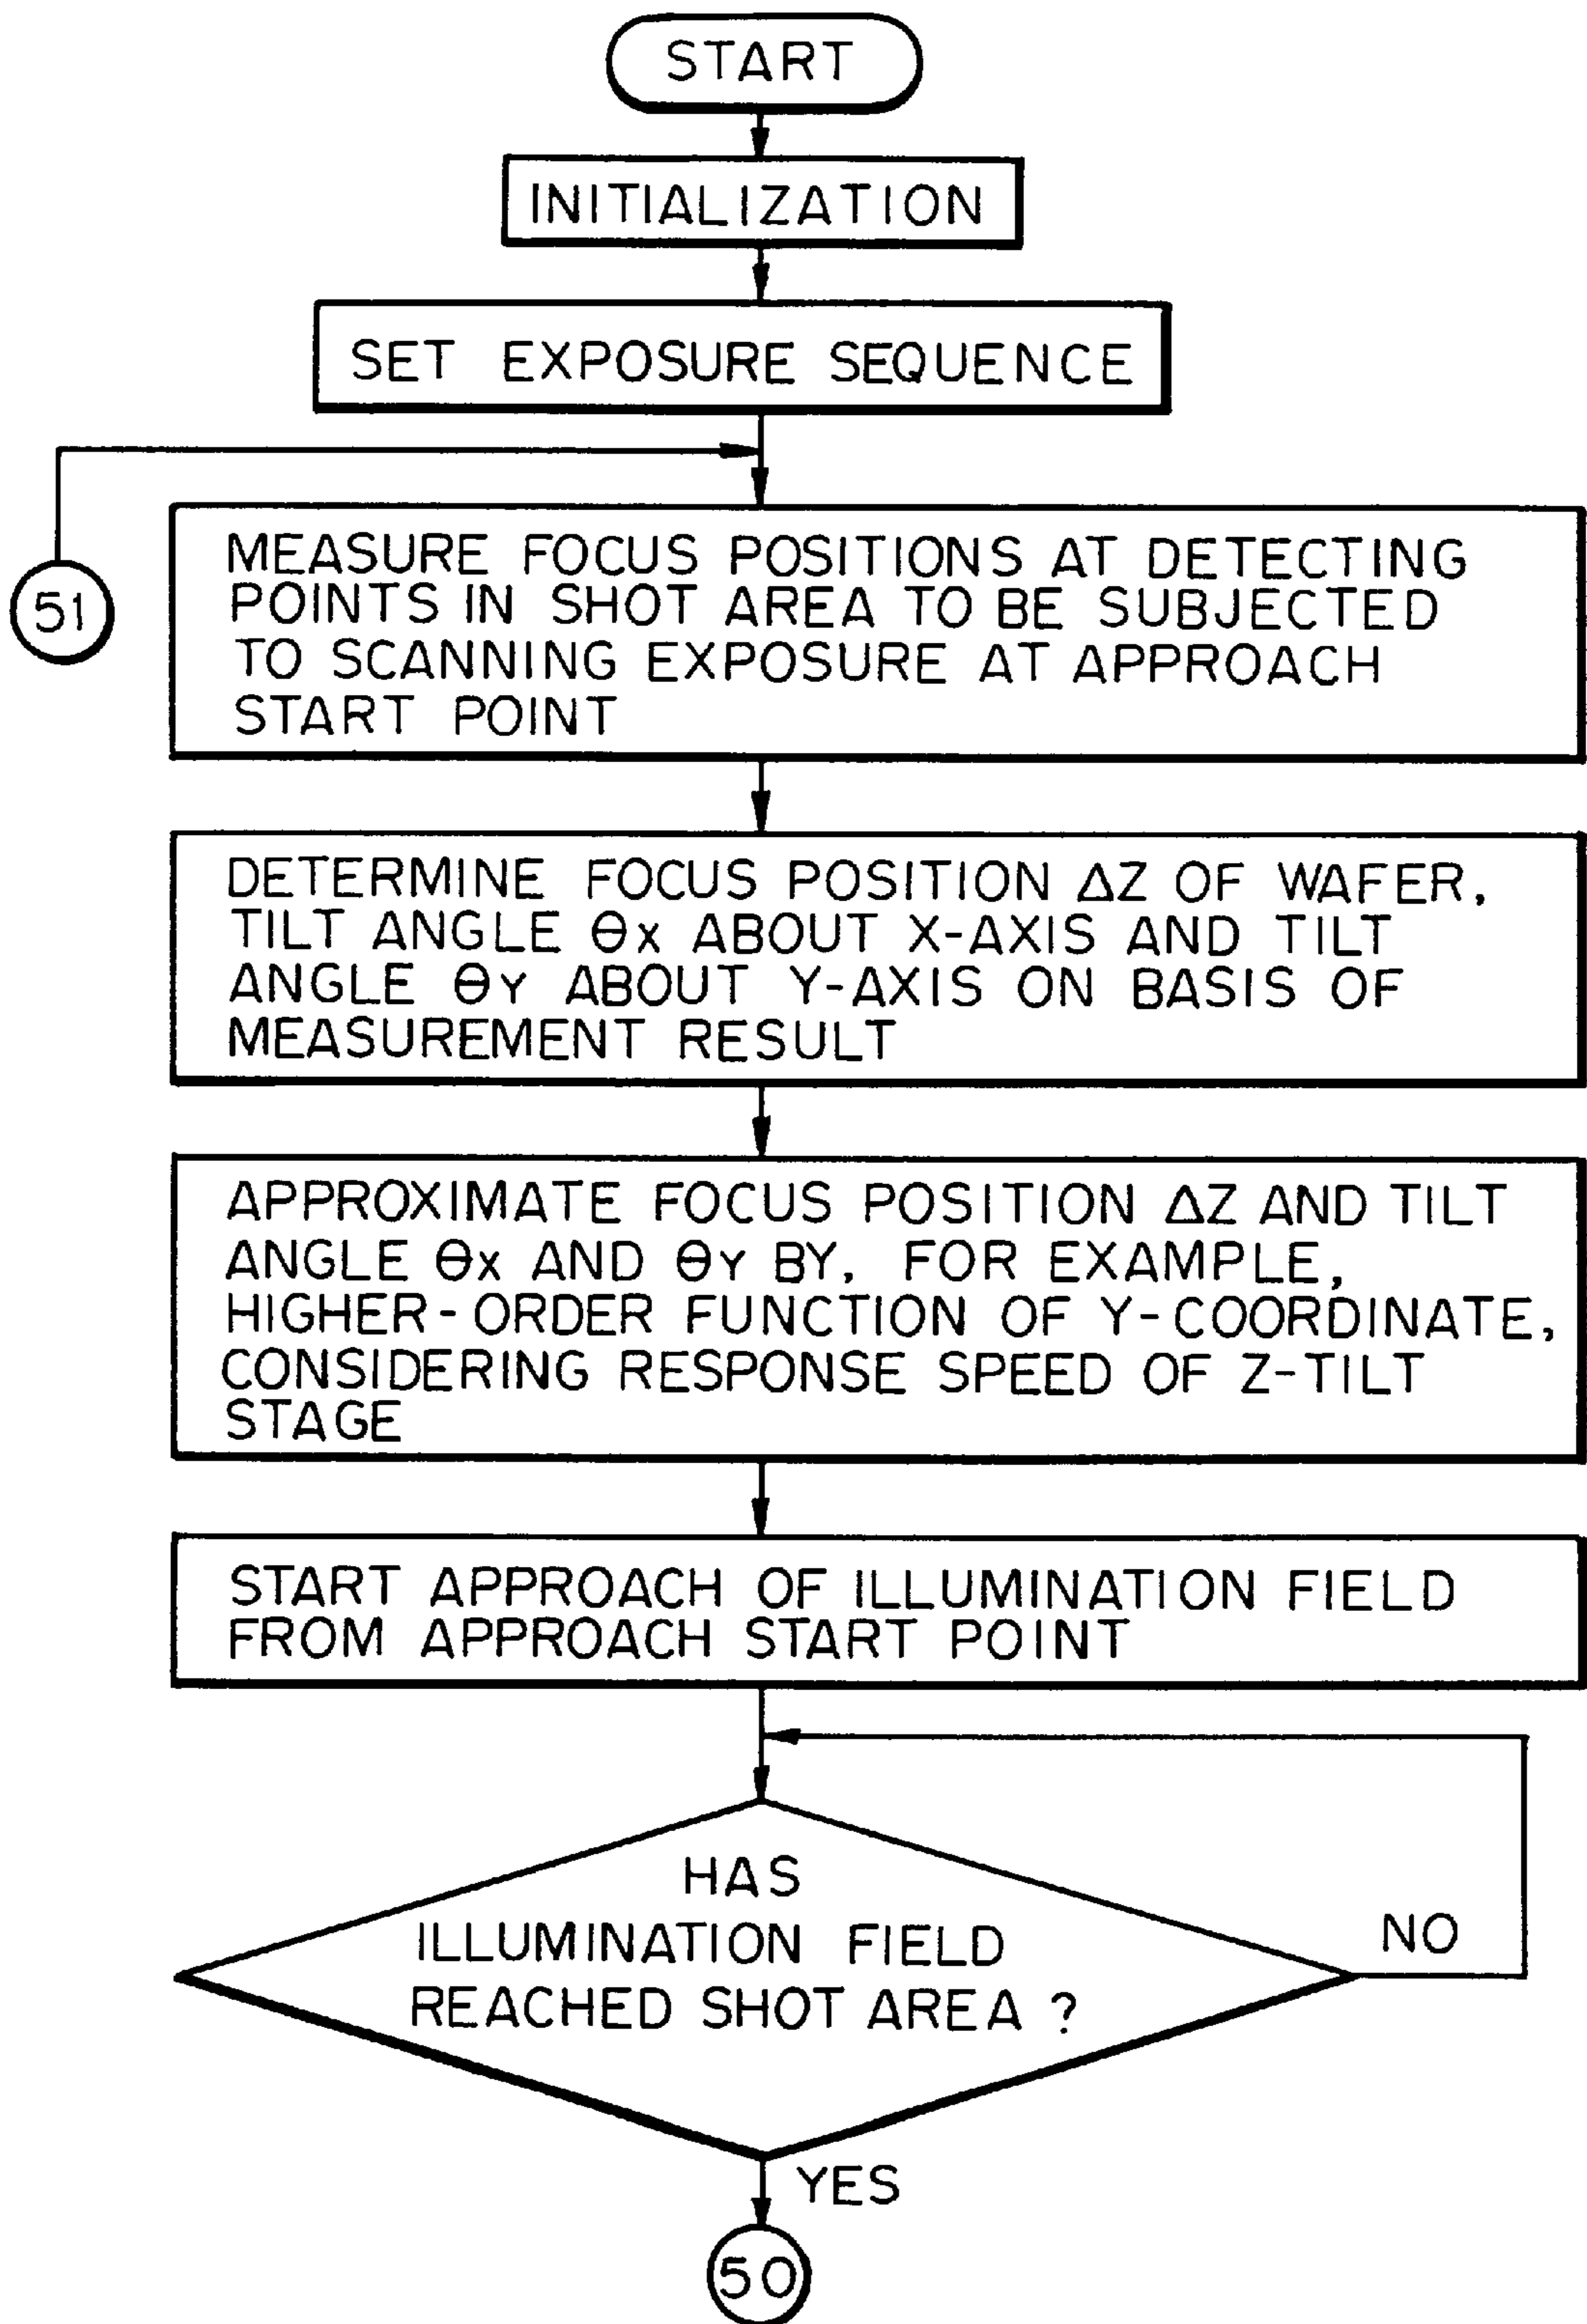 START
INITIALIZATION
SET EXPOSURE SEQUENCE
51
MEASURE FOCUS POSITIONS AT DETECTING
POINTS IN SHOT AREA TO BE SUBJECTED
TO SCANNING EXPOSURE AT APPROACH
START POINT
DETERMINE FOCUS POSITION ΔZ OF WAFER,
TILT ANGLE θX ABOUT X-AXIS AND TILT
ANGLE θY ABOUT Y-AXIS ON BASIS OF
MEASUREMENT RESULT
APPROXIMATE FOCUS POSITION ΔZ AND TILT
ANGLE θX AND θY BY, FOR EXAMPLE,
HIGHER-ORDER FUNCTION OF Y-COORDINATE,
CONSIDERING RESPONSE SPEED OF Z-TILT
STAGE
START APPROACH OF ILLUMINATION FIELD
FROM APPROACH START POINT
HAS
ILLUMINATION FIELD
REACHED SHOT AREA ?
NO
YES
50